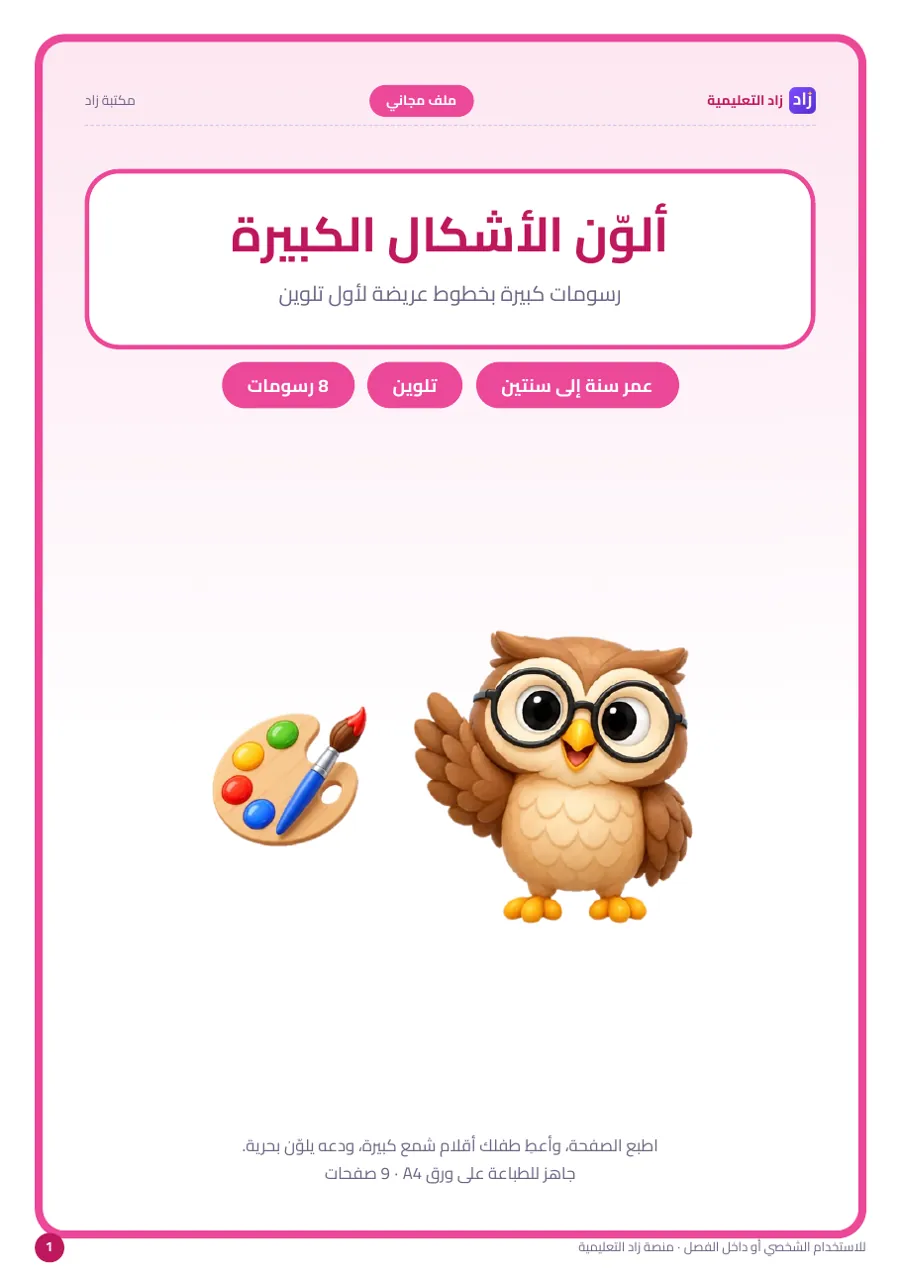 زاد زاد التعليمية
ملف مجاني
مكتبة زاد
ألوّن الأشكال الكبيرة
رسومات كبيرة بخطوط عريضة لأول تلوين
عمر سنة إلى سنتين
تلوين
8 رسومات
اطبع الصفحة، وأعطِ طفلك أقلام شمع كبيرة، ودعه يلوّن بحرية.
جاهز للطباعة على ورق A4 · 9 صفحات
للاستخدام الشخصي أو داخل الفصل · منصة زاد التعليمية
1